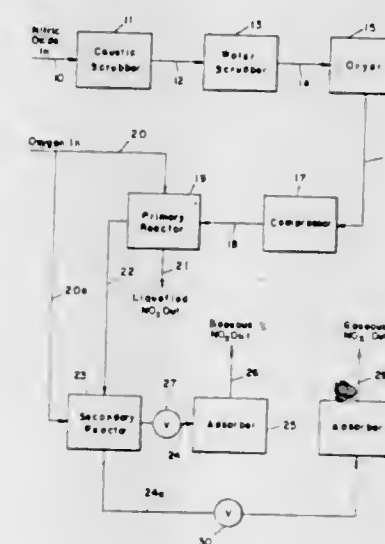 11
13
15
Nitric
Oxide
In
Caustic
Scrubber
Water
Scrubber
Dryer
10
12
14
Oxygen In
20
19
17
Primary
Reactor
Compressor
18
22
21
Liquefied
NO₂ Out
20a
Gaseous
NO₂ Out
Gaseous
NO₂ Out
23
27
26
Secondary
Reactor
V
Adsorber
25
Adsorber
24
24a
V
30